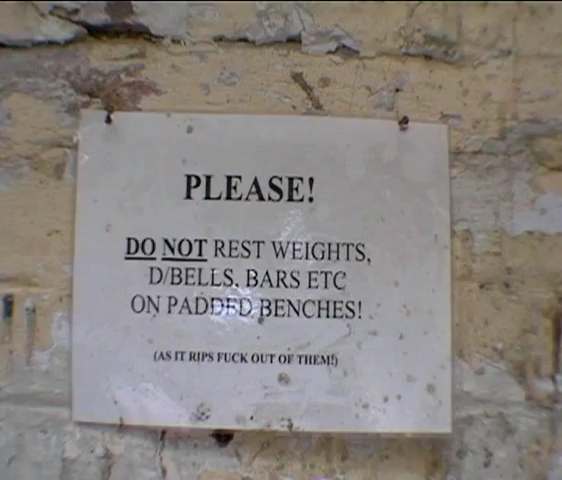 PLEASE!
DO NOT REST WEIGHTS,
D/BELLS, BARS ETC
ON PADDED BENCHES!
(AS IT RIPS FUCK OUT OF THEM!)